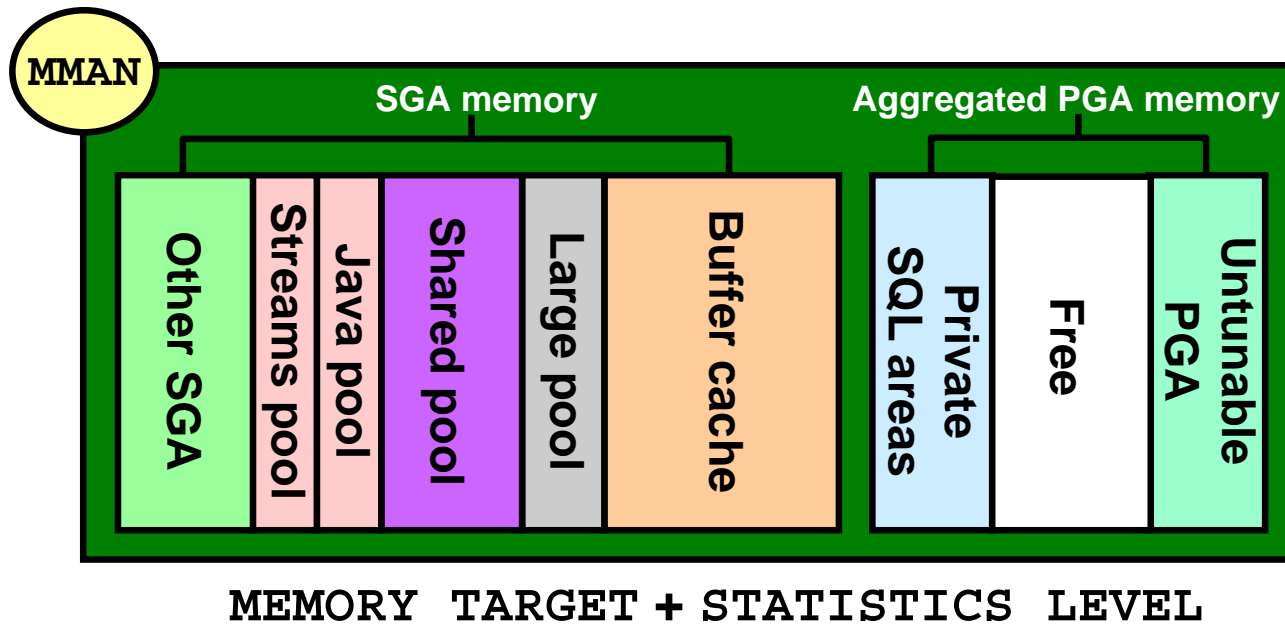 MMAN
SGA memory
Aggregated PGA memory
Other SGA
Streams pool
Java pool
Shared pool
Large pool
Buffer cache
Private
SQL areas
Free
Untunable
PGA
MEMORY TARGET + STATISTICS LEVEL